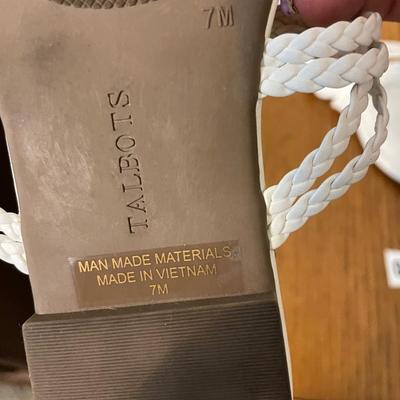 7M
TALBOTS
MAN MADE MATERIALS
MADE IN VIETNAM
7M